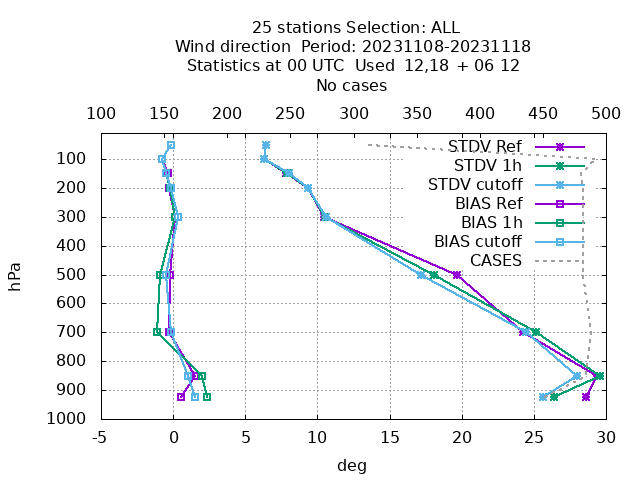 25 stations Selection: ALL
Wind direction  Period: 20231108-20231118
Statistics at 00 UTC  Used  12,18 + 06 12
No cases
100 150 200 250 300 350 400 450 500
STDV Ref
STDV 1h
STDV cutoff
BIAS Ref
BIAS 1h
BIAS cutoff
CASES
hPa
100
200
300
400
500
600
700
800
900
1000
-5 0 5 10 15 20 25 30
deg